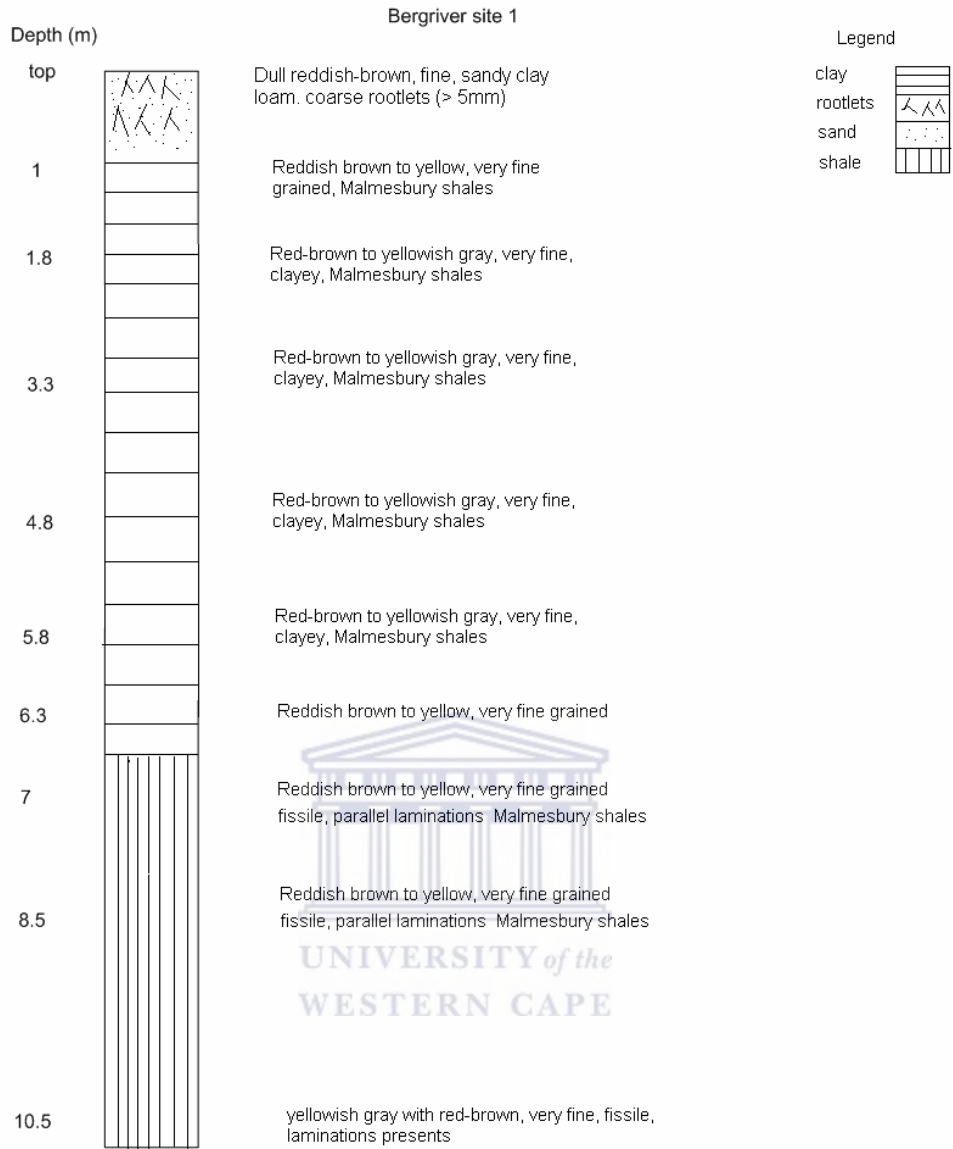 Bergriver site 1
Depth (m)
Legend
top
Dull reddish-brown, fine, sandy clay
loam. coarse rootlets (> 5mm)
clay
rootlets
sand
shale
1
Reddish brown to yellow, very fine
grained, Malmesbury shales
1.8
Red-brown to yellowish gray, very fine,
clayey, Malmesbury shales
3.3
Red-brown to yellowish gray, very fine,
clayey, Malmesbury shales
4.8
Red-brown to yellowish gray, very fine,
clayey, Malmesbury shales
5.8
Red-brown to yellowish gray, very fine,
clayey, Malmesbury shales
6.3
Reddish brown to yellow, very fine grained
7
Reddish brown to yellow, very fine grained
fissile, parallel laminations Malmesbury shales
8.5
Reddish brown to yellow, very fine grained
fissile, parallel laminations Malmesbury shales
UNIVERSITY of the
WESTERN CAPE
10.5
yellowish gray with red-brown, very fine, fissile,
laminations presents